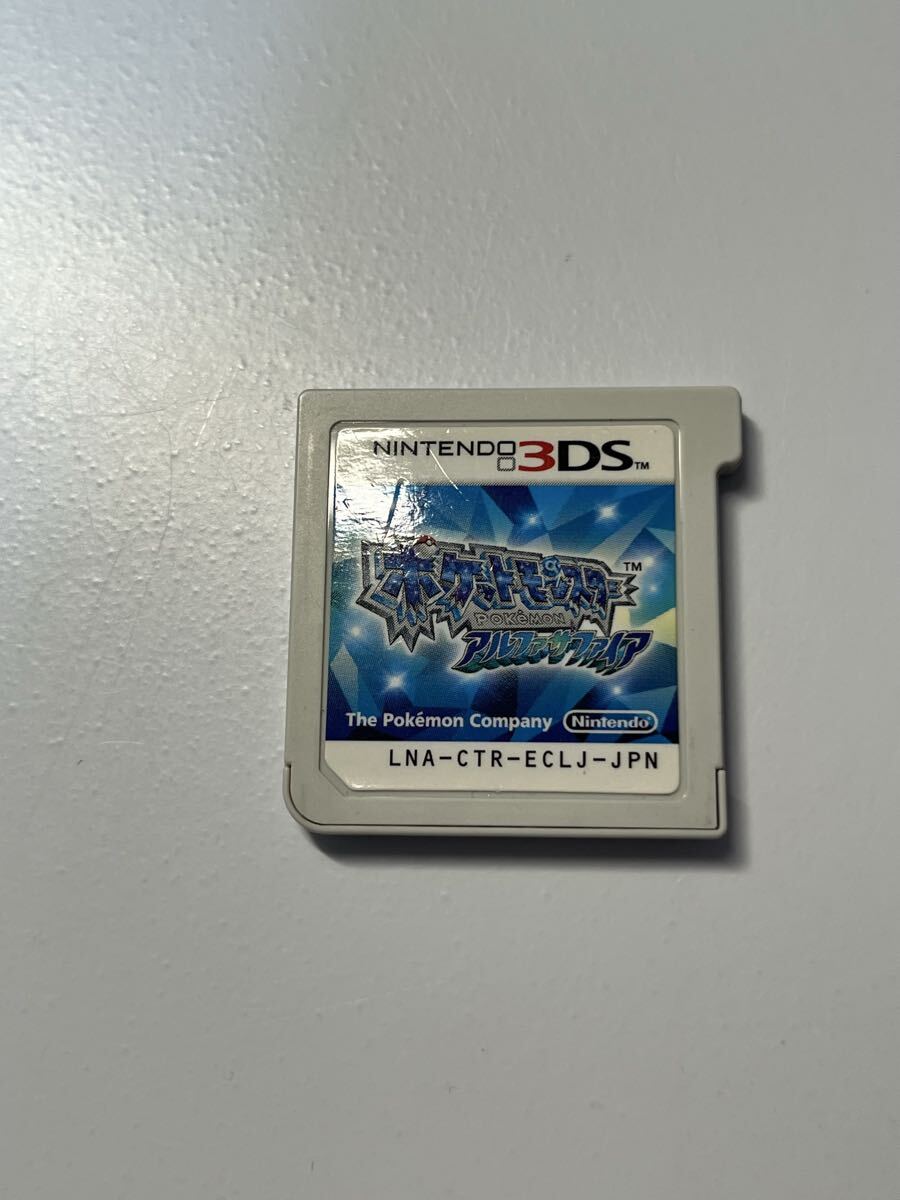 NINTENDO 3DS™
ポケットモンスター™
POKéMON
アルファサファイア
The Pokémon Company Nintendo®
LNA-CTR-ECLJ-JPN